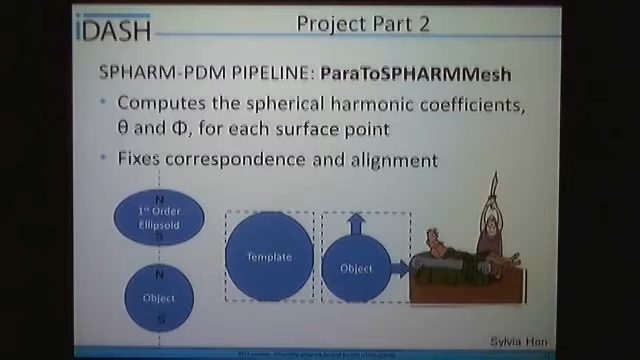 iDASH
Project Part 2
SPHARM-PDM PIPELINE: ParaToSPHARMMesh
• Computes the spherical harmonic coefficients,
θ and Φ, for each surface point
• Fixes correspondence and alignment
N
1st Order
Ellipsoid
S
N
Object
S
Template
Object
Sylvia Hon